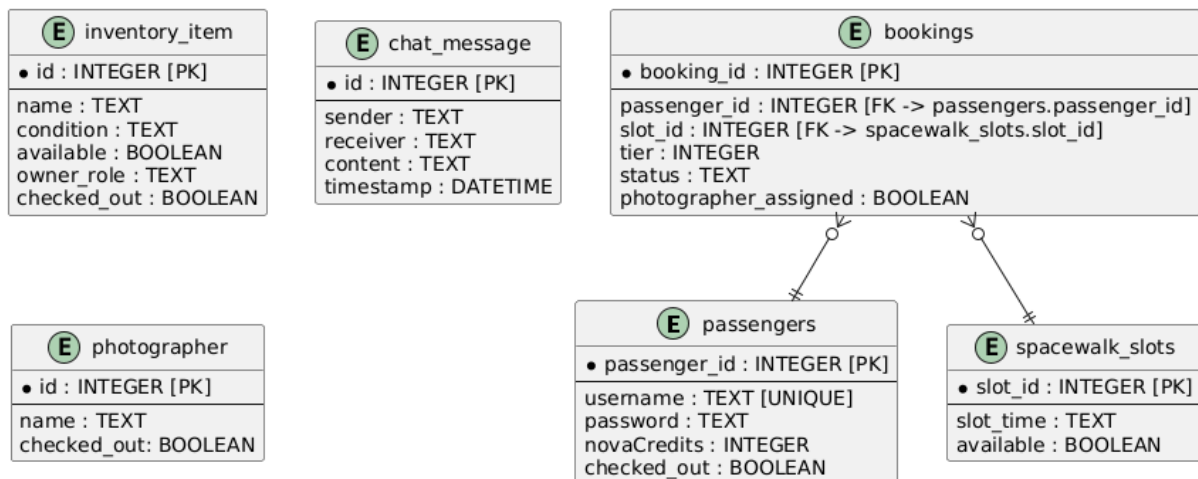 E inventory_item
id : INTEGER [PK]
name : TEXT
condition : TEXT
available : BOOLEAN
owner_role : TEXT
checked_out : BOOLEAN
E chat_message
id : INTEGER [PK]
sender : TEXT
receiver : TEXT
content : TEXT
timestamp : DATETIME
E bookings
booking_id : INTEGER [PK]
passenger_id : INTEGER [FK -> passengers.passenger_id]
slot_id : INTEGER [FK -> spacewalk_slots.slot_id]
tier : INTEGER
status : TEXT
photographer_assigned : BOOLEAN
E photographer
id : INTEGER [PK]
name : TEXT
checked_out: BOOLEAN
E passengers
passenger_id : INTEGER [PK]
username : TEXT [UNIQUE]
password : TEXT
novaCredits : INTEGER
checked_out : BOOLEAN
E spacewalk_slots
slot_id : INTEGER [PK]
slot_time : TEXT
available : BOOLEAN